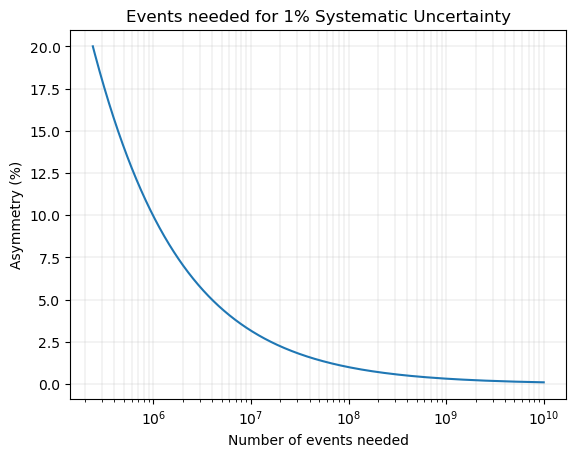 Events needed for 1% Systematic Uncertainty
Asymmetry (%)
20.0
17.5
15.0
12.5
10.0
7.5
5.0
2.5
0.0
10⁶ 10⁷ 10⁸ 10⁹ 10¹⁰
Number of events needed